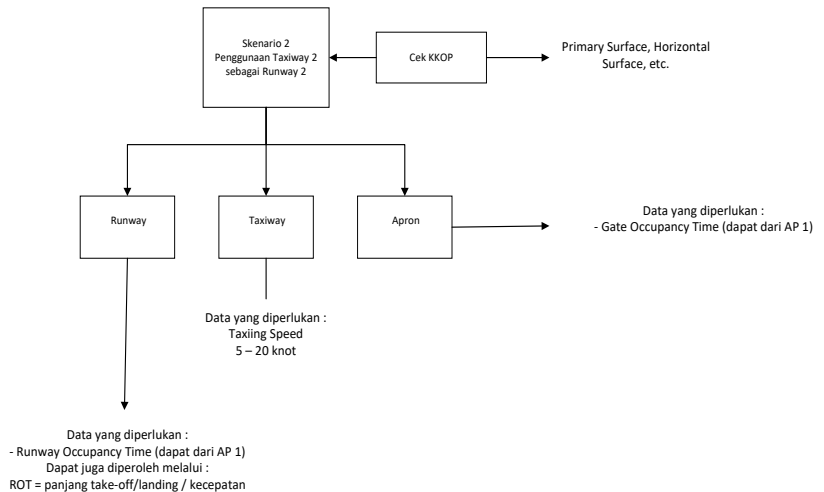 Skenario 2
Penggunaan Taxiway 2
sebagai Runway 2
Cek KKOP
Primary Surface, Horizontal
Surface, etc.
Runway
Taxiway
Apron
Data yang diperlukan :
- Gate Occupancy Time (dapat dari AP 1)
Data yang diperlukan :
Taxiing Speed
5 – 20 knot
Data yang diperlukan :
- Runway Occupancy Time (dapat dari AP 1)
Dapat juga diperoleh melalui :
ROT = panjang take-off/landing / kecepatan